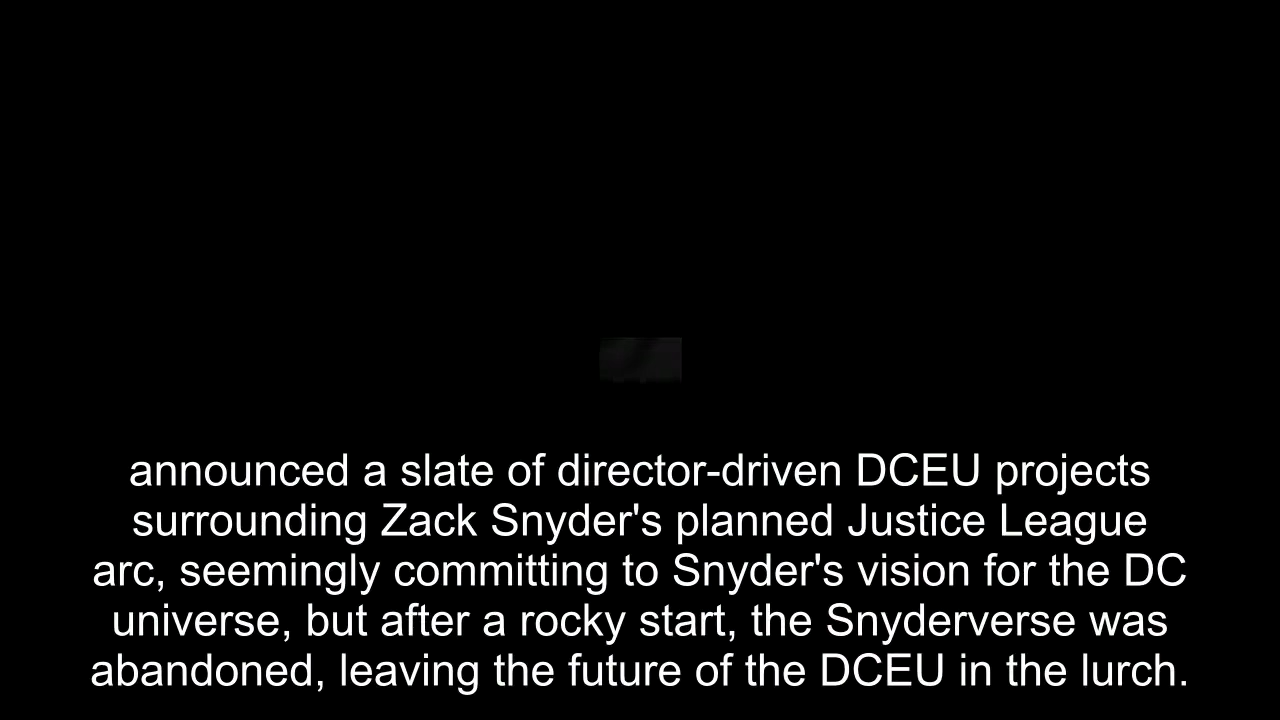 announced a slate of director-driven DCEU projects
surrounding Zack Snyder's planned Justice League
arc, seemingly committing to Snyder's vision for the DC
universe, but after a rocky start, the Snyderverse was
abandoned, leaving the future of the DCEU in the lurch.